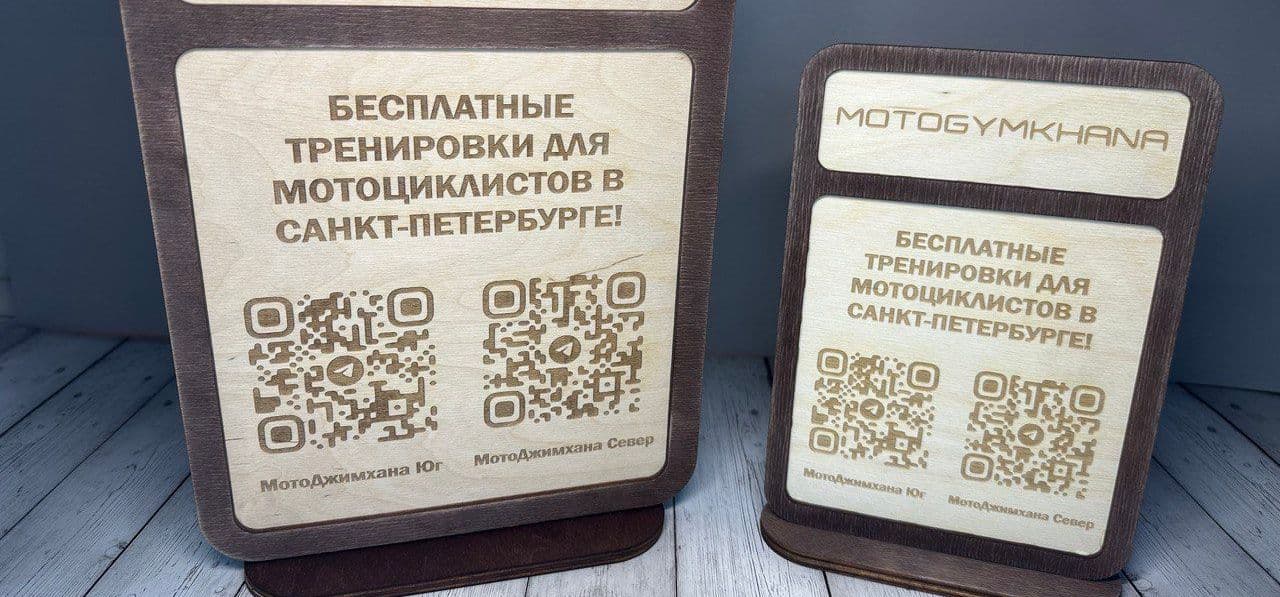 БЕСПЛАТНЫЕ
ТРЕНИРОВКИ ДЛЯ
МОТОЦИКЛИСТОВ В
САНКТ-ПЕТЕРБУРГЕ!
МотоДжимхана Юг
МотоДжимхана Север
MOTOGYMKHANA
БЕСПЛАТНЫЕ
ТРЕНИРОВКИ ДЛЯ
МОТОЦИКЛИСТОВ В
САНКТ-ПЕТЕРБУРГЕ!
МотоДжимхана Юг
МотоДжимхана Север